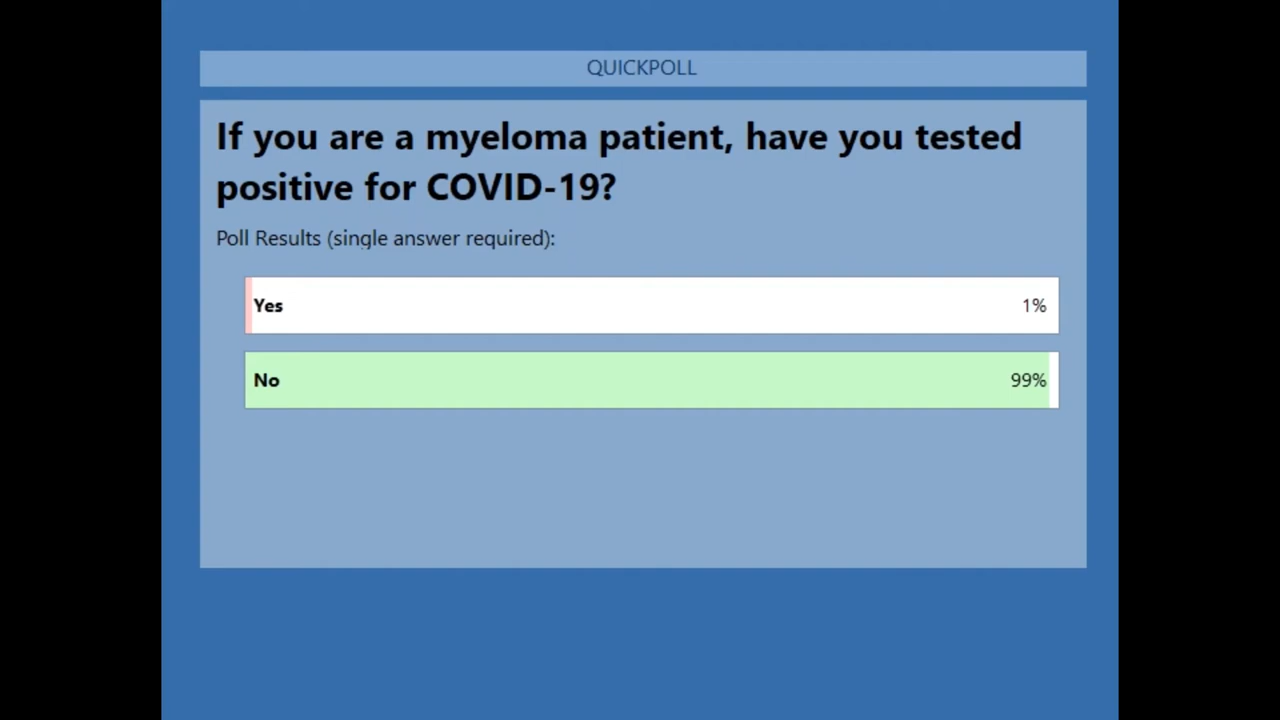 QUICKPOLL
If you are a myeloma patient, have you tested
positive for COVID-19?
Poll Results (single answer required):
Yes 1%
No 99%